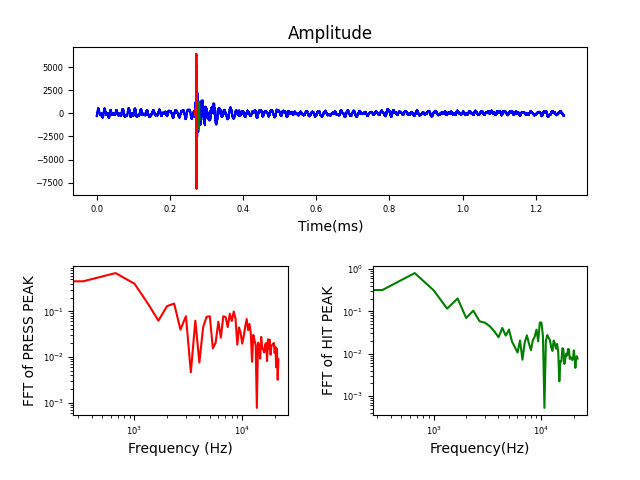 Amplitude
5000
2500
0
−2500
−5000
−7500
0.0 0.2 0.4 0.6 0.8 1.0 1.2
Time(ms)
FFT of PRESS PEAK
10⁻¹
10⁻²
10⁻³
10³ 10⁴
Frequency (Hz)
FFT of HIT PEAK
10⁰
10⁻¹
10⁻²
10⁻³
10³ 10⁴
Frequency(Hz)